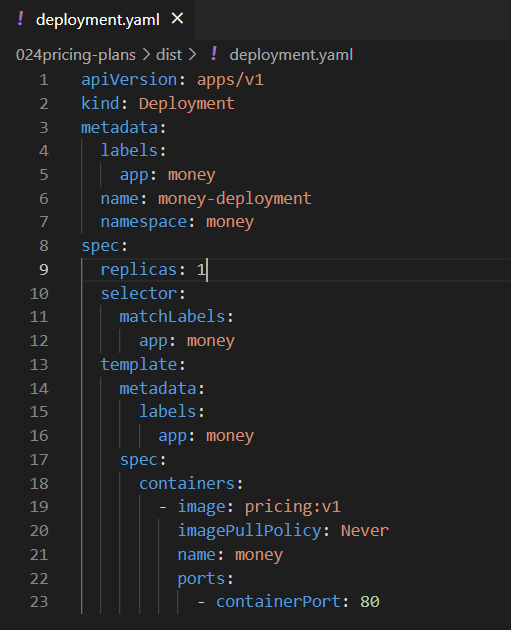 ! deployment.yaml ×
024pricing-plans > dist > ! deployment.yaml
1 apiVersion: apps/v1
2 kind: Deployment
3 metadata:
4   labels:
5     app: money
6   name: money-deployment
7   namespace: money
8 spec:
9   replicas: 1
10   selector:
11     matchLabels:
12       app: money
13   template:
14     metadata:
15       labels:
16         app: money
17     spec:
18       containers:
19         - image: pricing:v1
20           imagePullPolicy: Never
21           name: money
22           ports:
23             - containerPort: 80